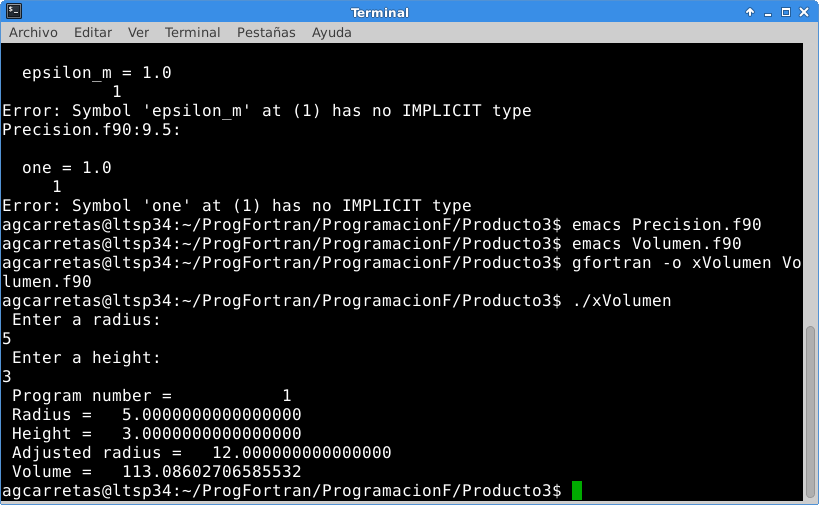 Terminal
Archivo Editar Ver Terminal Pestañas Ayuda
epsilon_m = 1.0
1
Error: Symbol 'epsilon_m' at (1) has no IMPLICIT type
Precision.f90:9.5:
one = 1.0
1
Error: Symbol 'one' at (1) has no IMPLICIT type
agcarretas@ltsp34:~/ProgFortran/ProgramacionF/Producto3$ emacs Precision.f90
agcarretas@ltsp34:~/ProgFortran/ProgramacionF/Producto3$ emacs Volumen.f90
agcarretas@ltsp34:~/ProgFortran/ProgramacionF/Producto3$ gfortran -o xVolumen Vo
lumen.f90
agcarretas@ltsp34:~/ProgFortran/ProgramacionF/Producto3$ ./xVolumen
Enter a radius:
5
Enter a height:
3
Program number =           1
Radius =   5.0000000000000000
Height =   3.0000000000000000
Adjusted radius =   12.000000000000000
Volume =   113.08602706585532
agcarretas@ltsp34:~/ProgFortran/ProgramacionF/Producto3$